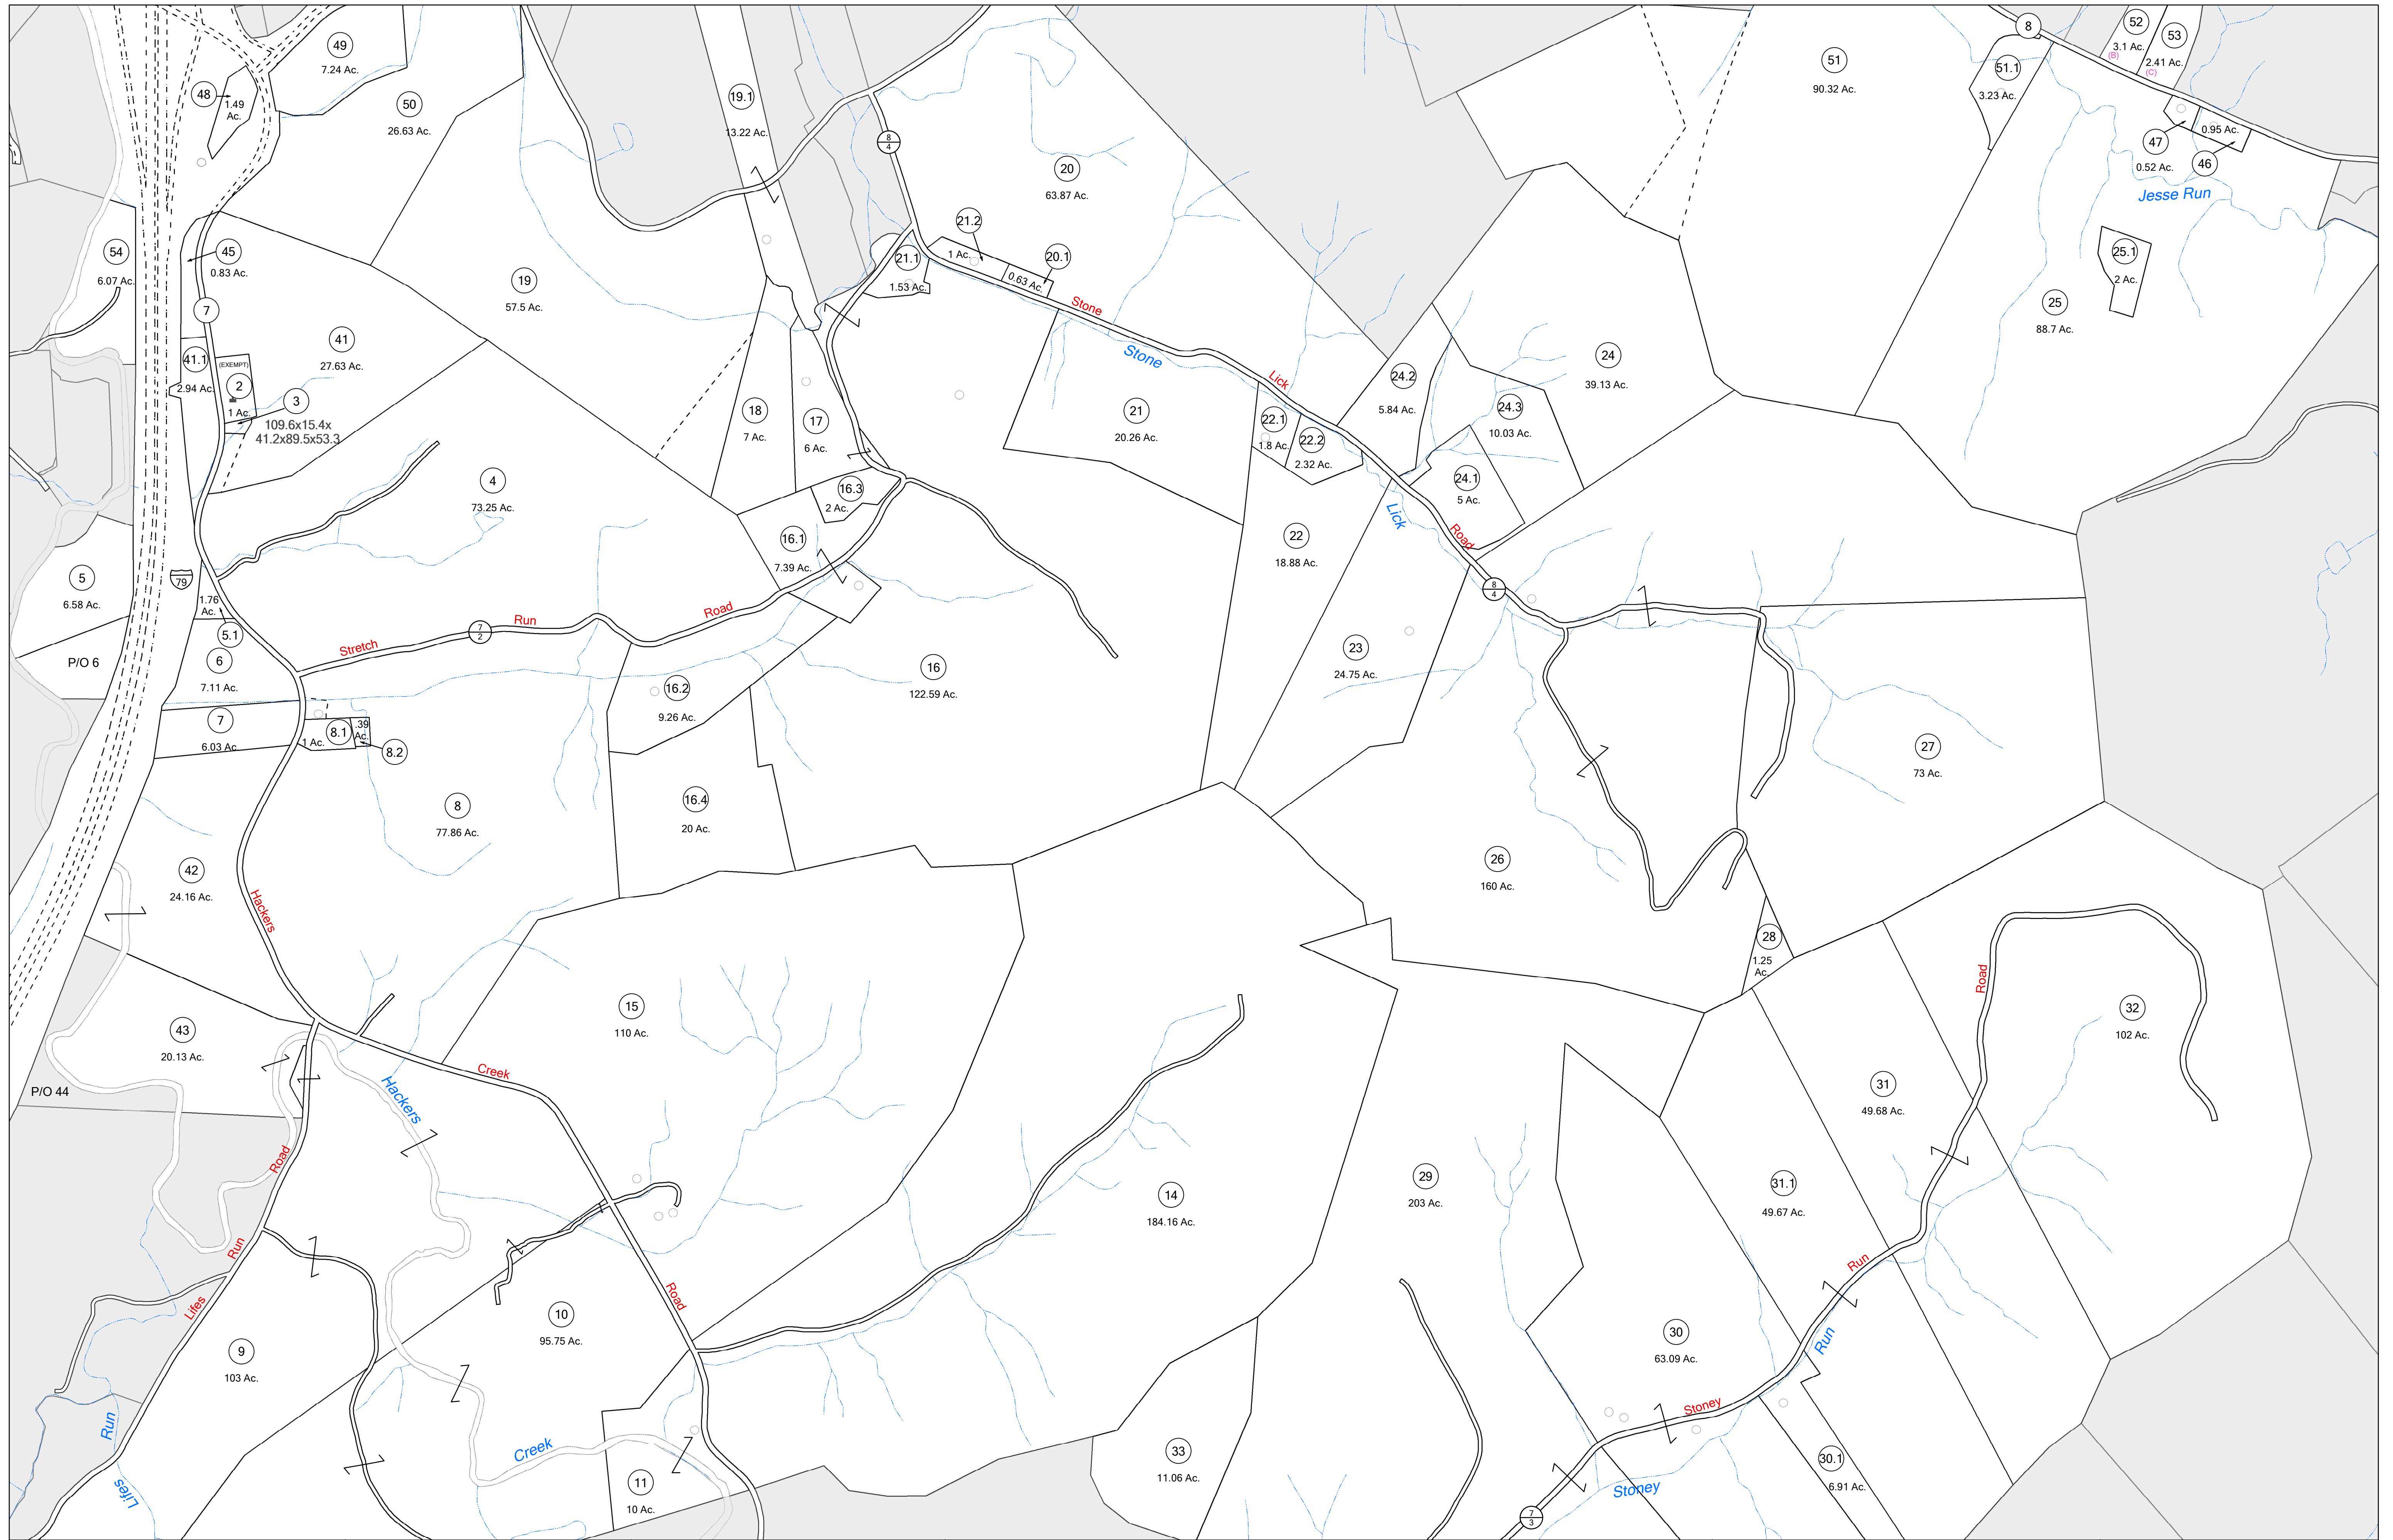 49
7.24 Ac.
48
1.49
Ac.
50
26.63 Ac.
19.1
13.22 Ac.
8
4
20
63.87 Ac.
51
90.32 Ac.
8
51.1
3.23 Ac.
52
3.1 Ac.
(B)
53
2.41 Ac.
(C)
47
0.52 Ac.
0.95 Ac.
46
Jesse Run
54
6.07 Ac.
45
0.83 Ac.
7
19
57.5 Ac.
21.1
1.53 Ac.
21.2
1 Ac.
20.1
0.63 Ac.
25.1
2 Ac.
25
88.7 Ac.
41
27.63 Ac.
41.1
2.94 Ac.
(EXEMPT)
2
1 Ac.
3
109.6x15.4x
41.2x89.5x53.3
Stone
Stone
Lick
24.2
5.84 Ac.
24
39.13 Ac.
24.3
10.03 Ac.
18
7 Ac.
17
6 Ac.
21
20.26 Ac.
22.1
1.8 Ac.
22.2
2.32 Ac.
4
73.25 Ac.
16.3
2 Ac.
24.1
5 Ac.
Lick
Road
16.1
7.39 Ac.
22
18.88 Ac.
5
6.58 Ac.
79
1.76
Ac.
5.1
8
4
Stretch
7
2
Run
Road
P/O 6
6
7.11 Ac.
16
122.59 Ac.
23
24.75 Ac.
16.2
9.26 Ac.
7
6.03 Ac.
8.1
1 Ac.
.39
Ac.
8.2
27
73 Ac.
8
77.86 Ac.
16.4
20 Ac.
42
24.16 Ac.
26
160 Ac.
Hackers
28
1.25
Ac.
15
110 Ac.
Road
32
102 Ac.
43
20.13 Ac.
P/O 44
Hackers
Creek
31
49.68 Ac.
Road
29
203 Ac.
14
184.16 Ac.
31.1
49.67 Ac.
Run
Lifes
Road
Run
10
95.75 Ac.
30
63.09 Ac.
Run
9
103 Ac.
Run
Lifes
Creek
Stoney
33
11.06 Ac.
30.1
6.91 Ac.
11
10 Ac.
Stoney
7
3